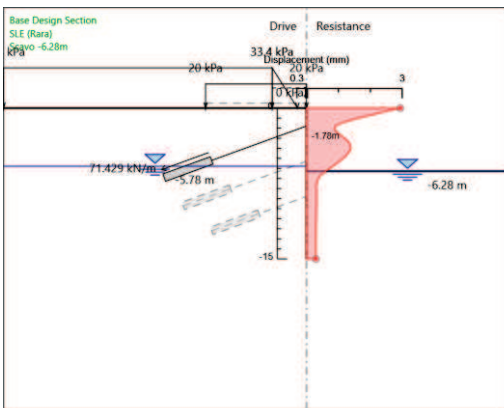 Base Design Section
SLE (Rara)
Scavo -6.28m
Drive
Resistance
kPa
33.4 kPa
Displacement (mm)
20 kPa
20 kPa
0.3
3
0 kPa
-1.78m
71.429 kN/m
-5.78 m
-6.28 m
-15